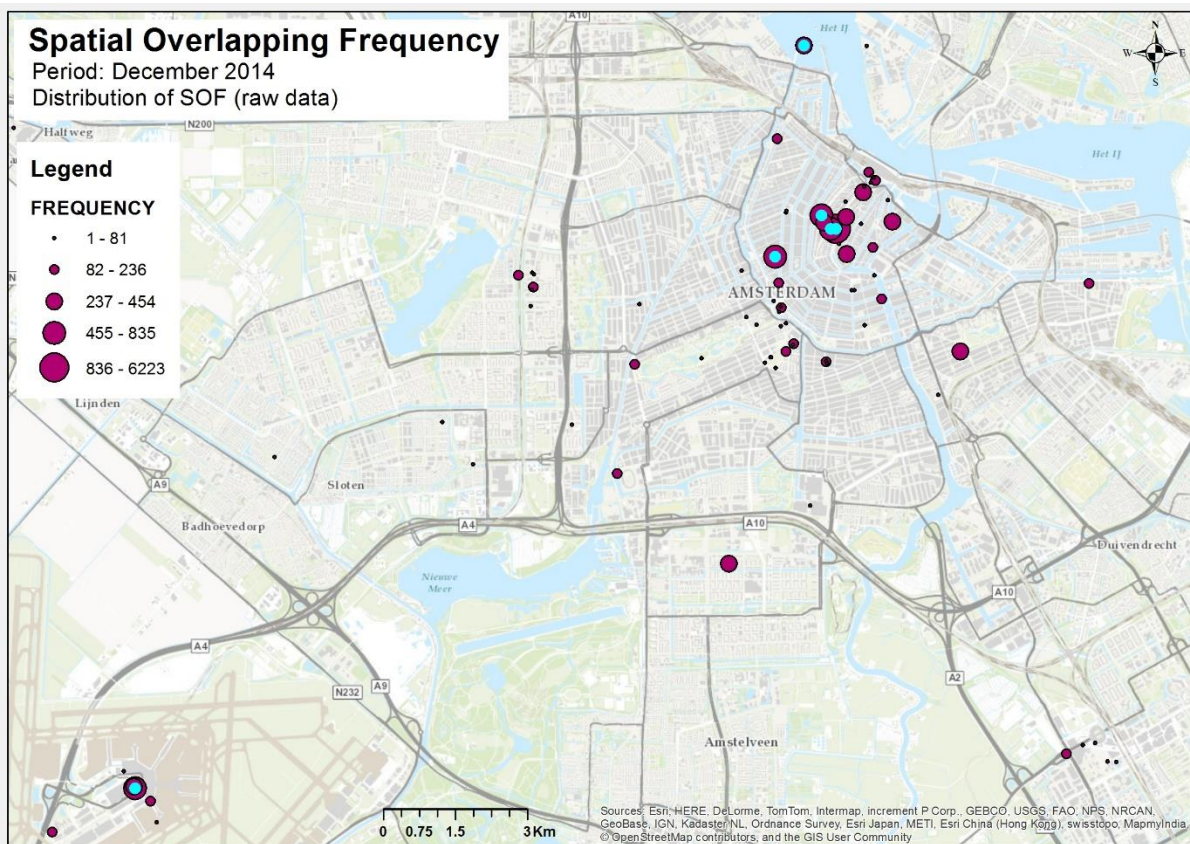 Spatial Overlapping Frequency
Period: December 2014
Distribution of SOF (raw data)
Legend
FREQUENCY
1 - 81
82 - 236
237 - 454
455 - 835
836 - 6223
A10
Het IJ
N
W E
S
N200
Halfweg
Het IJ
N
AMSTERDAM
Lijnden
A9
Sloten
Badhoevedorp
A4
A10
Duivendrecht
Nieuwe
Meer
A10
A4
A9
N232
A2
Amstelveen
0 0.75 1.5 3 Km
Sources: Esri, HERE, DeLorme, TomTom, Intermap, increment P Corp., GEBCO, USGS, FAO, NPS, NRCAN,
GeoBase, IGN, Kadaster NL, Ordnance Survey, Esri Japan, METI, Esri China (Hong Kong), swisstopo, MapmyIndia,
© OpenStreetMap contributors, and the GIS User Community